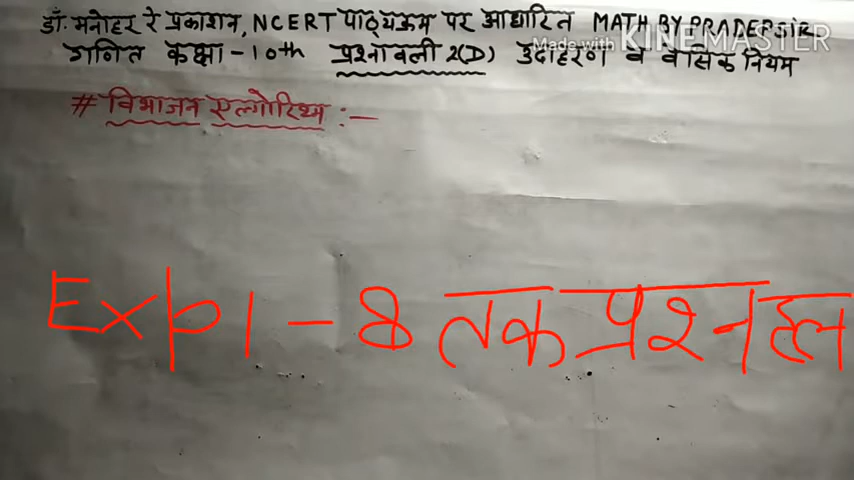 डॉ. मनोहर रे प्रकाशन, NCERT पाठ्यक्रम पर आधारित MATH BY PRADEEP SIR
Made with KINEMASTER
गणित कक्षा - 10th प्रश्नावली 2(D) उदाहरण व बेसिक नियम
# विभाजन एल्गोरिथ्म :-
Exp 1 - 8 तक प्रश्न हल